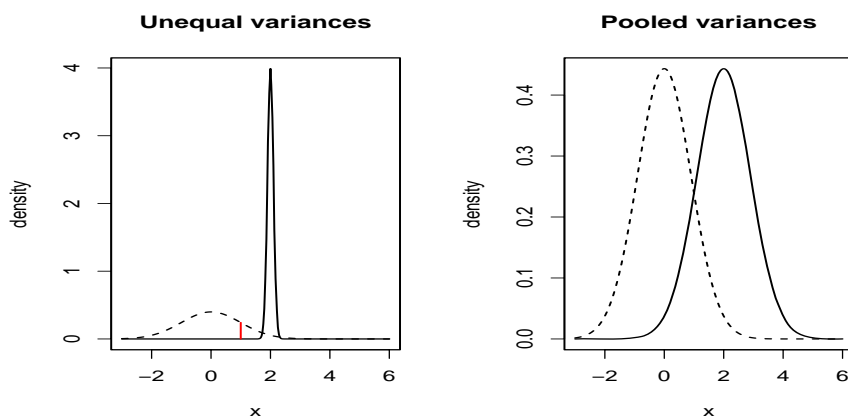 Unequal variances
density
4
3
2
1
0
−2 0 2 4 6
x
Pooled variances
density
0.4
0.3
0.2
0.1
0.0
−2 0 2 4 6
x